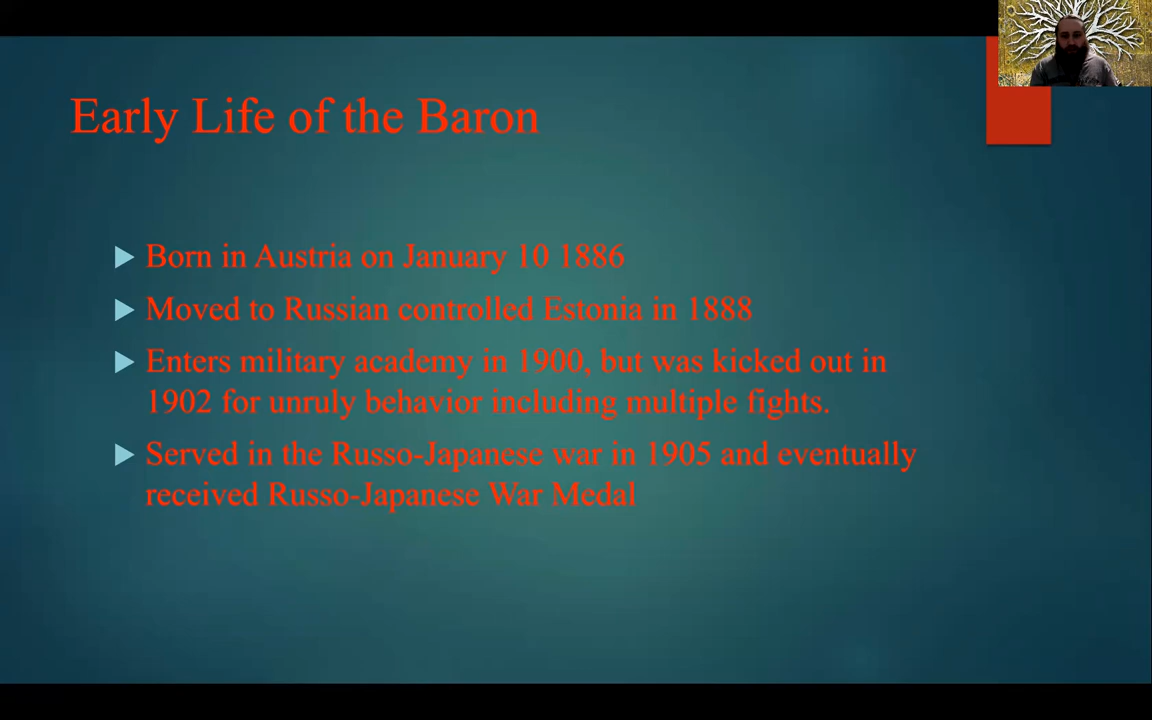 Early Life of the Baron
Born in Austria on January 10 1886
Moved to Russian controlled Estonia in 1888
Enters military academy in 1900, but was kicked out in
1902 for unruly behavior including multiple fights.
Served in the Russo-Japanese war in 1905 and eventually
received Russo-Japanese War Medal